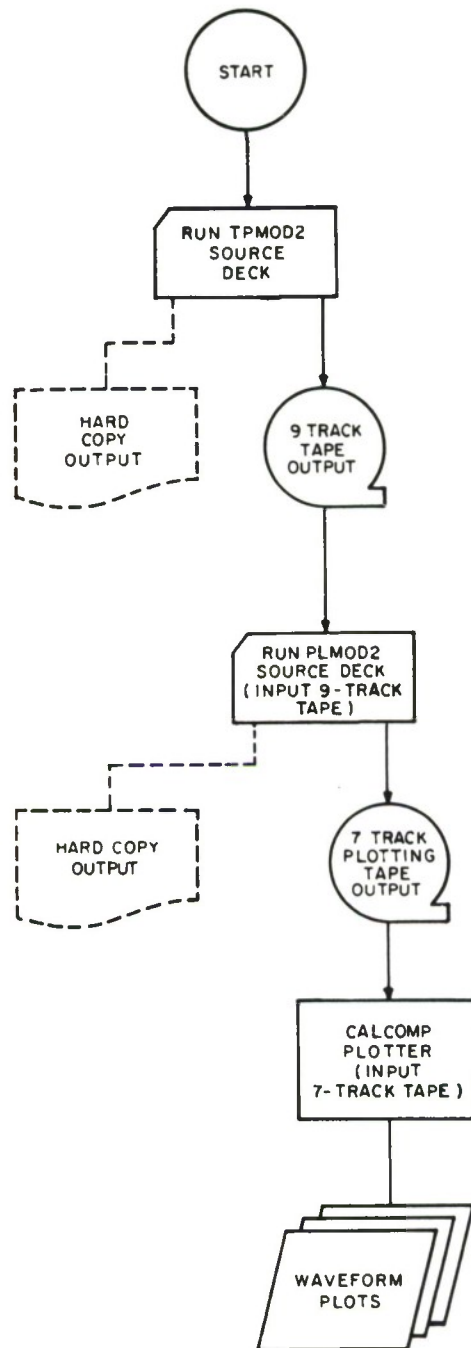 START
RUN TPMOD2
SOURCE
DECK
HARD
COPY
OUTPUT
9 TRACK
TAPE
OUTPUT
RUN PLMOD2
SOURCE DECK
(INPUT 9-TRACK
TAPE)
HARD COPY
OUTPUT
7 TRACK
PLOTTING
TAPE
OUTPUT
CALCOMP
PLOTTER
(INPUT
7-TRACK TAPE)
WAVEFORM
PLOTS